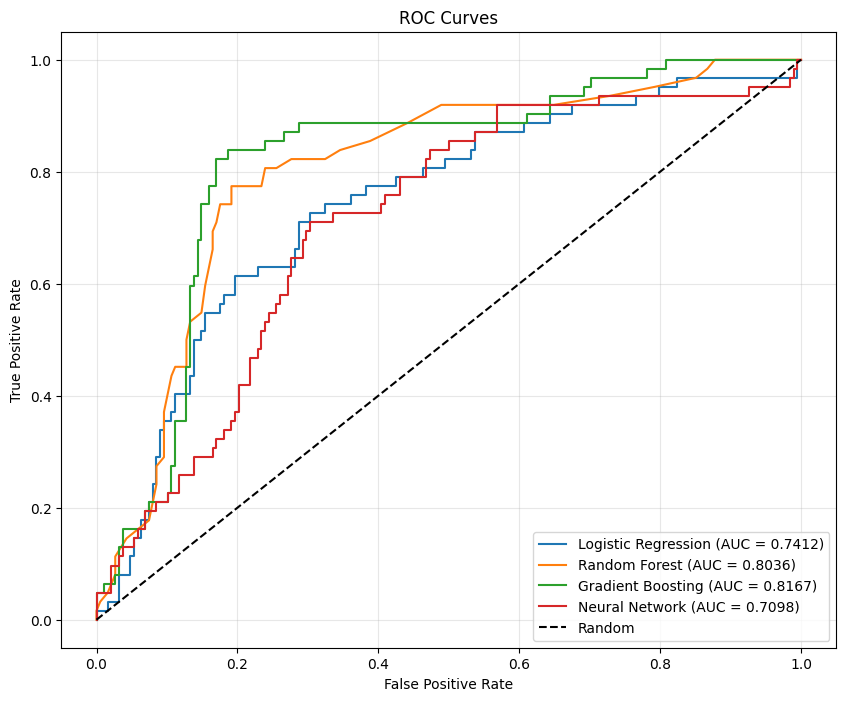 ROC Curves
True Positive Rate
1.0
0.8
0.6
0.4
0.2
0.0
Logistic Regression (AUC = 0.7412)
Random Forest (AUC = 0.8036)
Gradient Boosting (AUC = 0.8167)
Neural Network (AUC = 0.7098)
Random
0.0 0.2 0.4 0.6 0.8 1.0
False Positive Rate